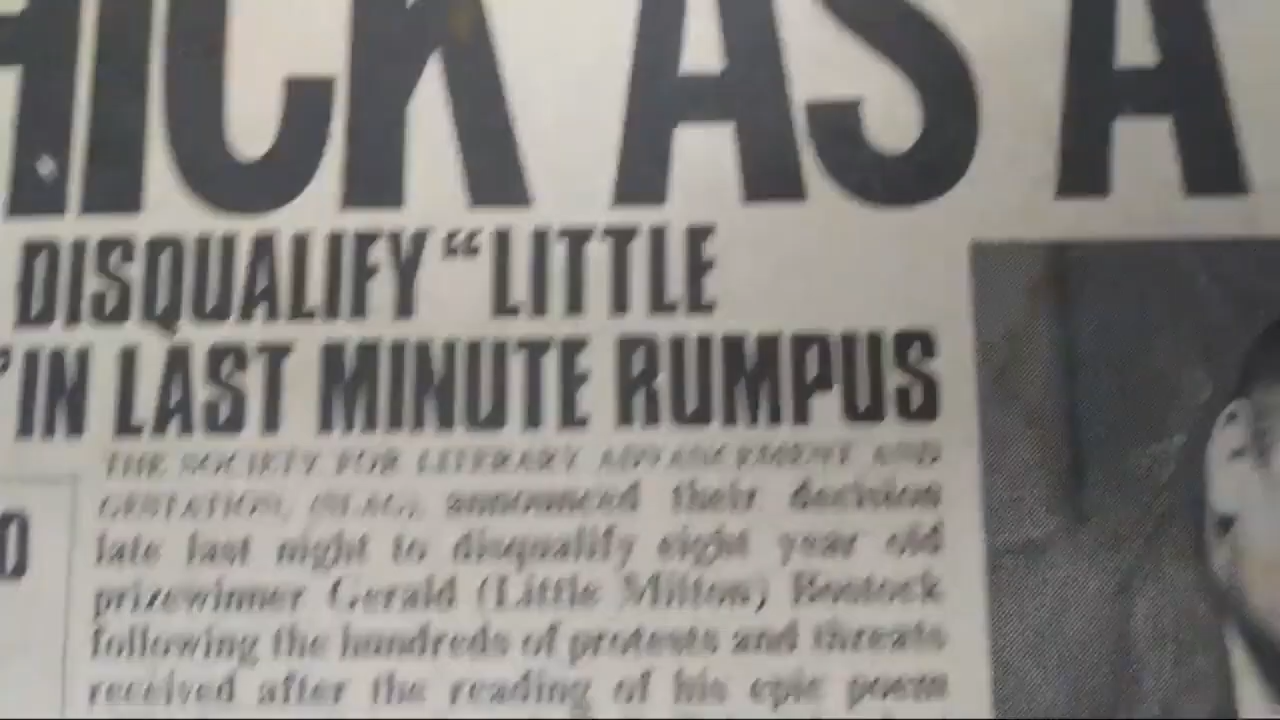 HICK AS A
DISQUALIFY “LITTLE
”IN LAST MINUTE RUMPUS
THE SOCIETY FOR LITERARY ADVANCEMENT AND
GESTATION, (SLAG), announced their decision
late last night to disqualify eight year old
prizewinner Gerald (Little Milton) Bostock
following the hundreds of protests and threats
received after the reading of his epic poem